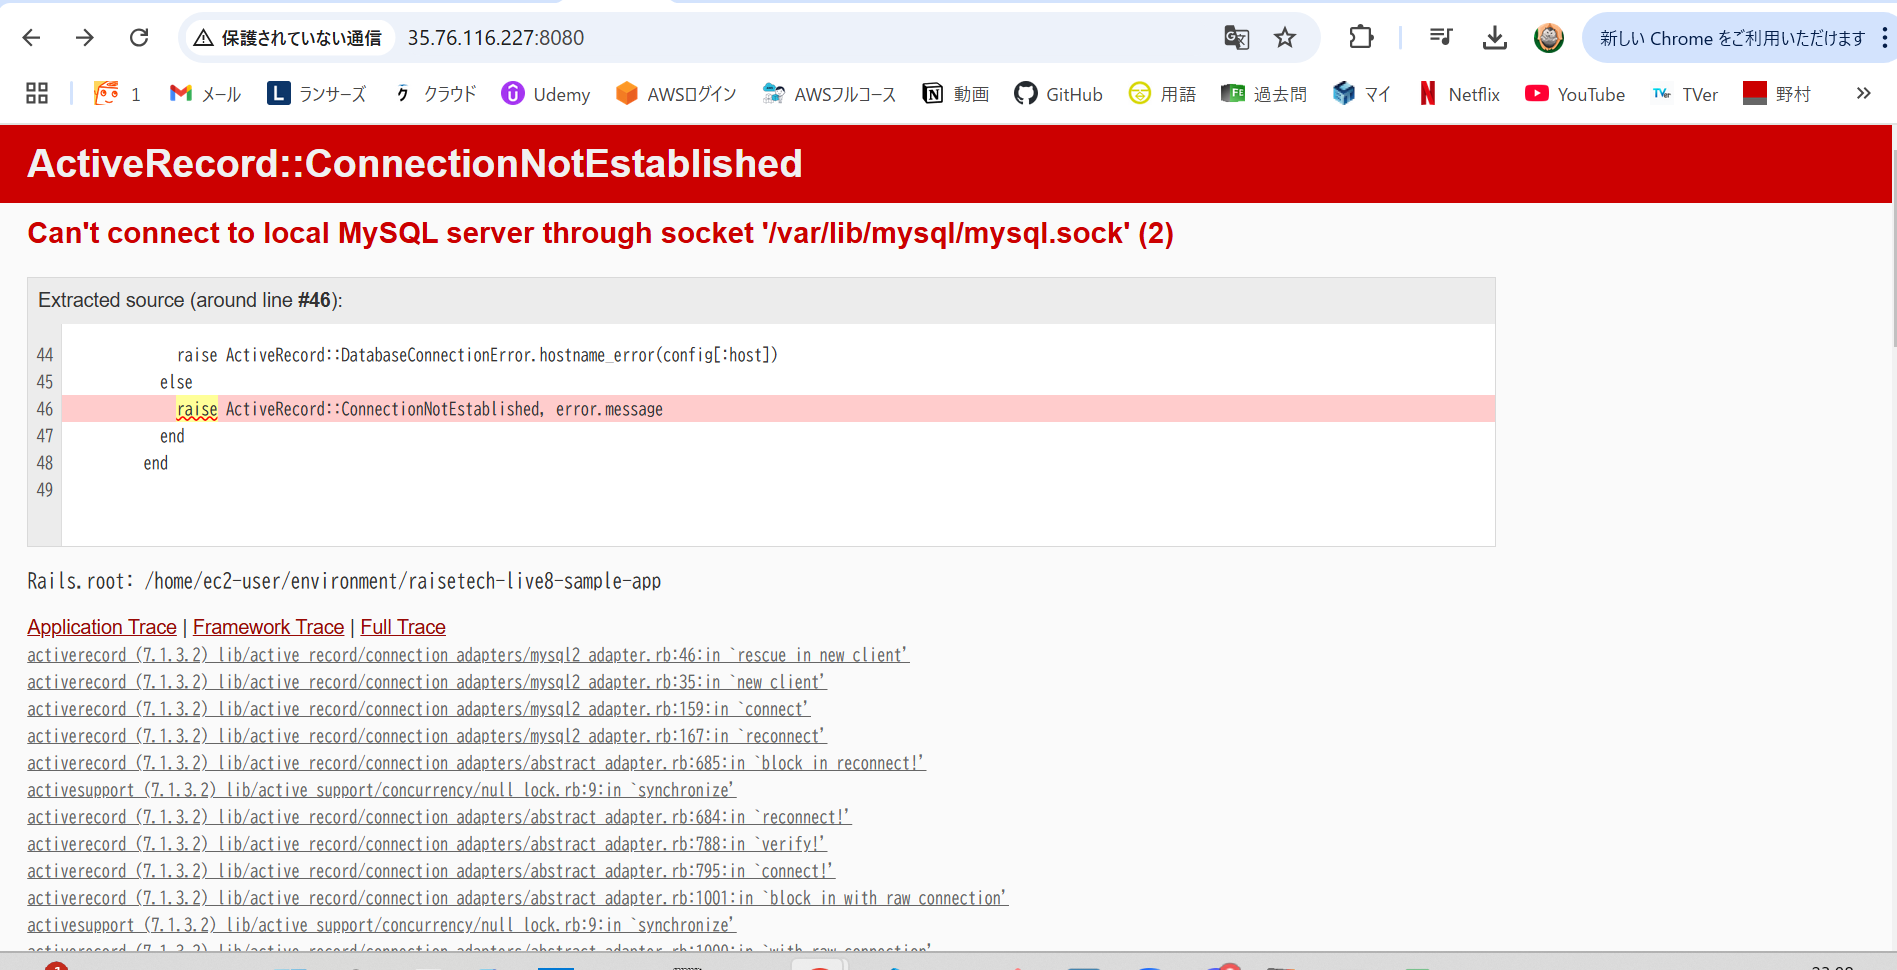 保護されていない通信 35.76.116.227:8080 新しい Chrome をご利用いただけます
1 メール ランサーズ クラウド Udemy AWSログイン AWSフルコース 動画 GitHub 用語 過去問 マイ Netflix YouTube TVer 野村 »
ActiveRecord::ConnectionNotEstablished
Can't connect to local MySQL server through socket '/var/lib/mysql/mysql.sock' (2)
Extracted source (around line #46):
44 raise ActiveRecord::DatabaseConnectionError.hostname_error(config[:host])
45 else
46 raise ActiveRecord::ConnectionNotEstablished, error.message
47 end
48 end
49
Rails.root: /home/ec2-user/environment/raisetech-live8-sample-app
Application Trace | Framework Trace | Full Trace
activerecord (7.1.3.2) lib/active_record/connection_adapters/mysql2_adapter.rb:46:in `rescue in new_client'
activerecord (7.1.3.2) lib/active_record/connection_adapters/mysql2_adapter.rb:35:in `new_client'
activerecord (7.1.3.2) lib/active_record/connection_adapters/mysql2_adapter.rb:159:in `connect'
activerecord (7.1.3.2) lib/active_record/connection_adapters/mysql2_adapter.rb:167:in `reconnect'
activerecord (7.1.3.2) lib/active_record/connection_adapters/abstract_adapter.rb:685:in `block in reconnect!'
activesupport (7.1.3.2) lib/active_support/concurrency/null_lock.rb:9:in `synchronize'
activerecord (7.1.3.2) lib/active_record/connection_adapters/abstract_adapter.rb:684:in `reconnect!'
activerecord (7.1.3.2) lib/active_record/connection_adapters/abstract_adapter.rb:788:in `verify!'
activerecord (7.1.3.2) lib/active_record/connection_adapters/abstract_adapter.rb:795:in `connect!'
activerecord (7.1.3.2) lib/active_record/connection_adapters/abstract_adapter.rb:1001:in `block in with_raw_connection'
activesupport (7.1.3.2) lib/active_support/concurrency/null_lock.rb:9:in `synchronize'
activerecord (7.1.3.2) lib/active_record/connection_adapters/abstract_adapter.rb:1000:in `with_raw_connection'